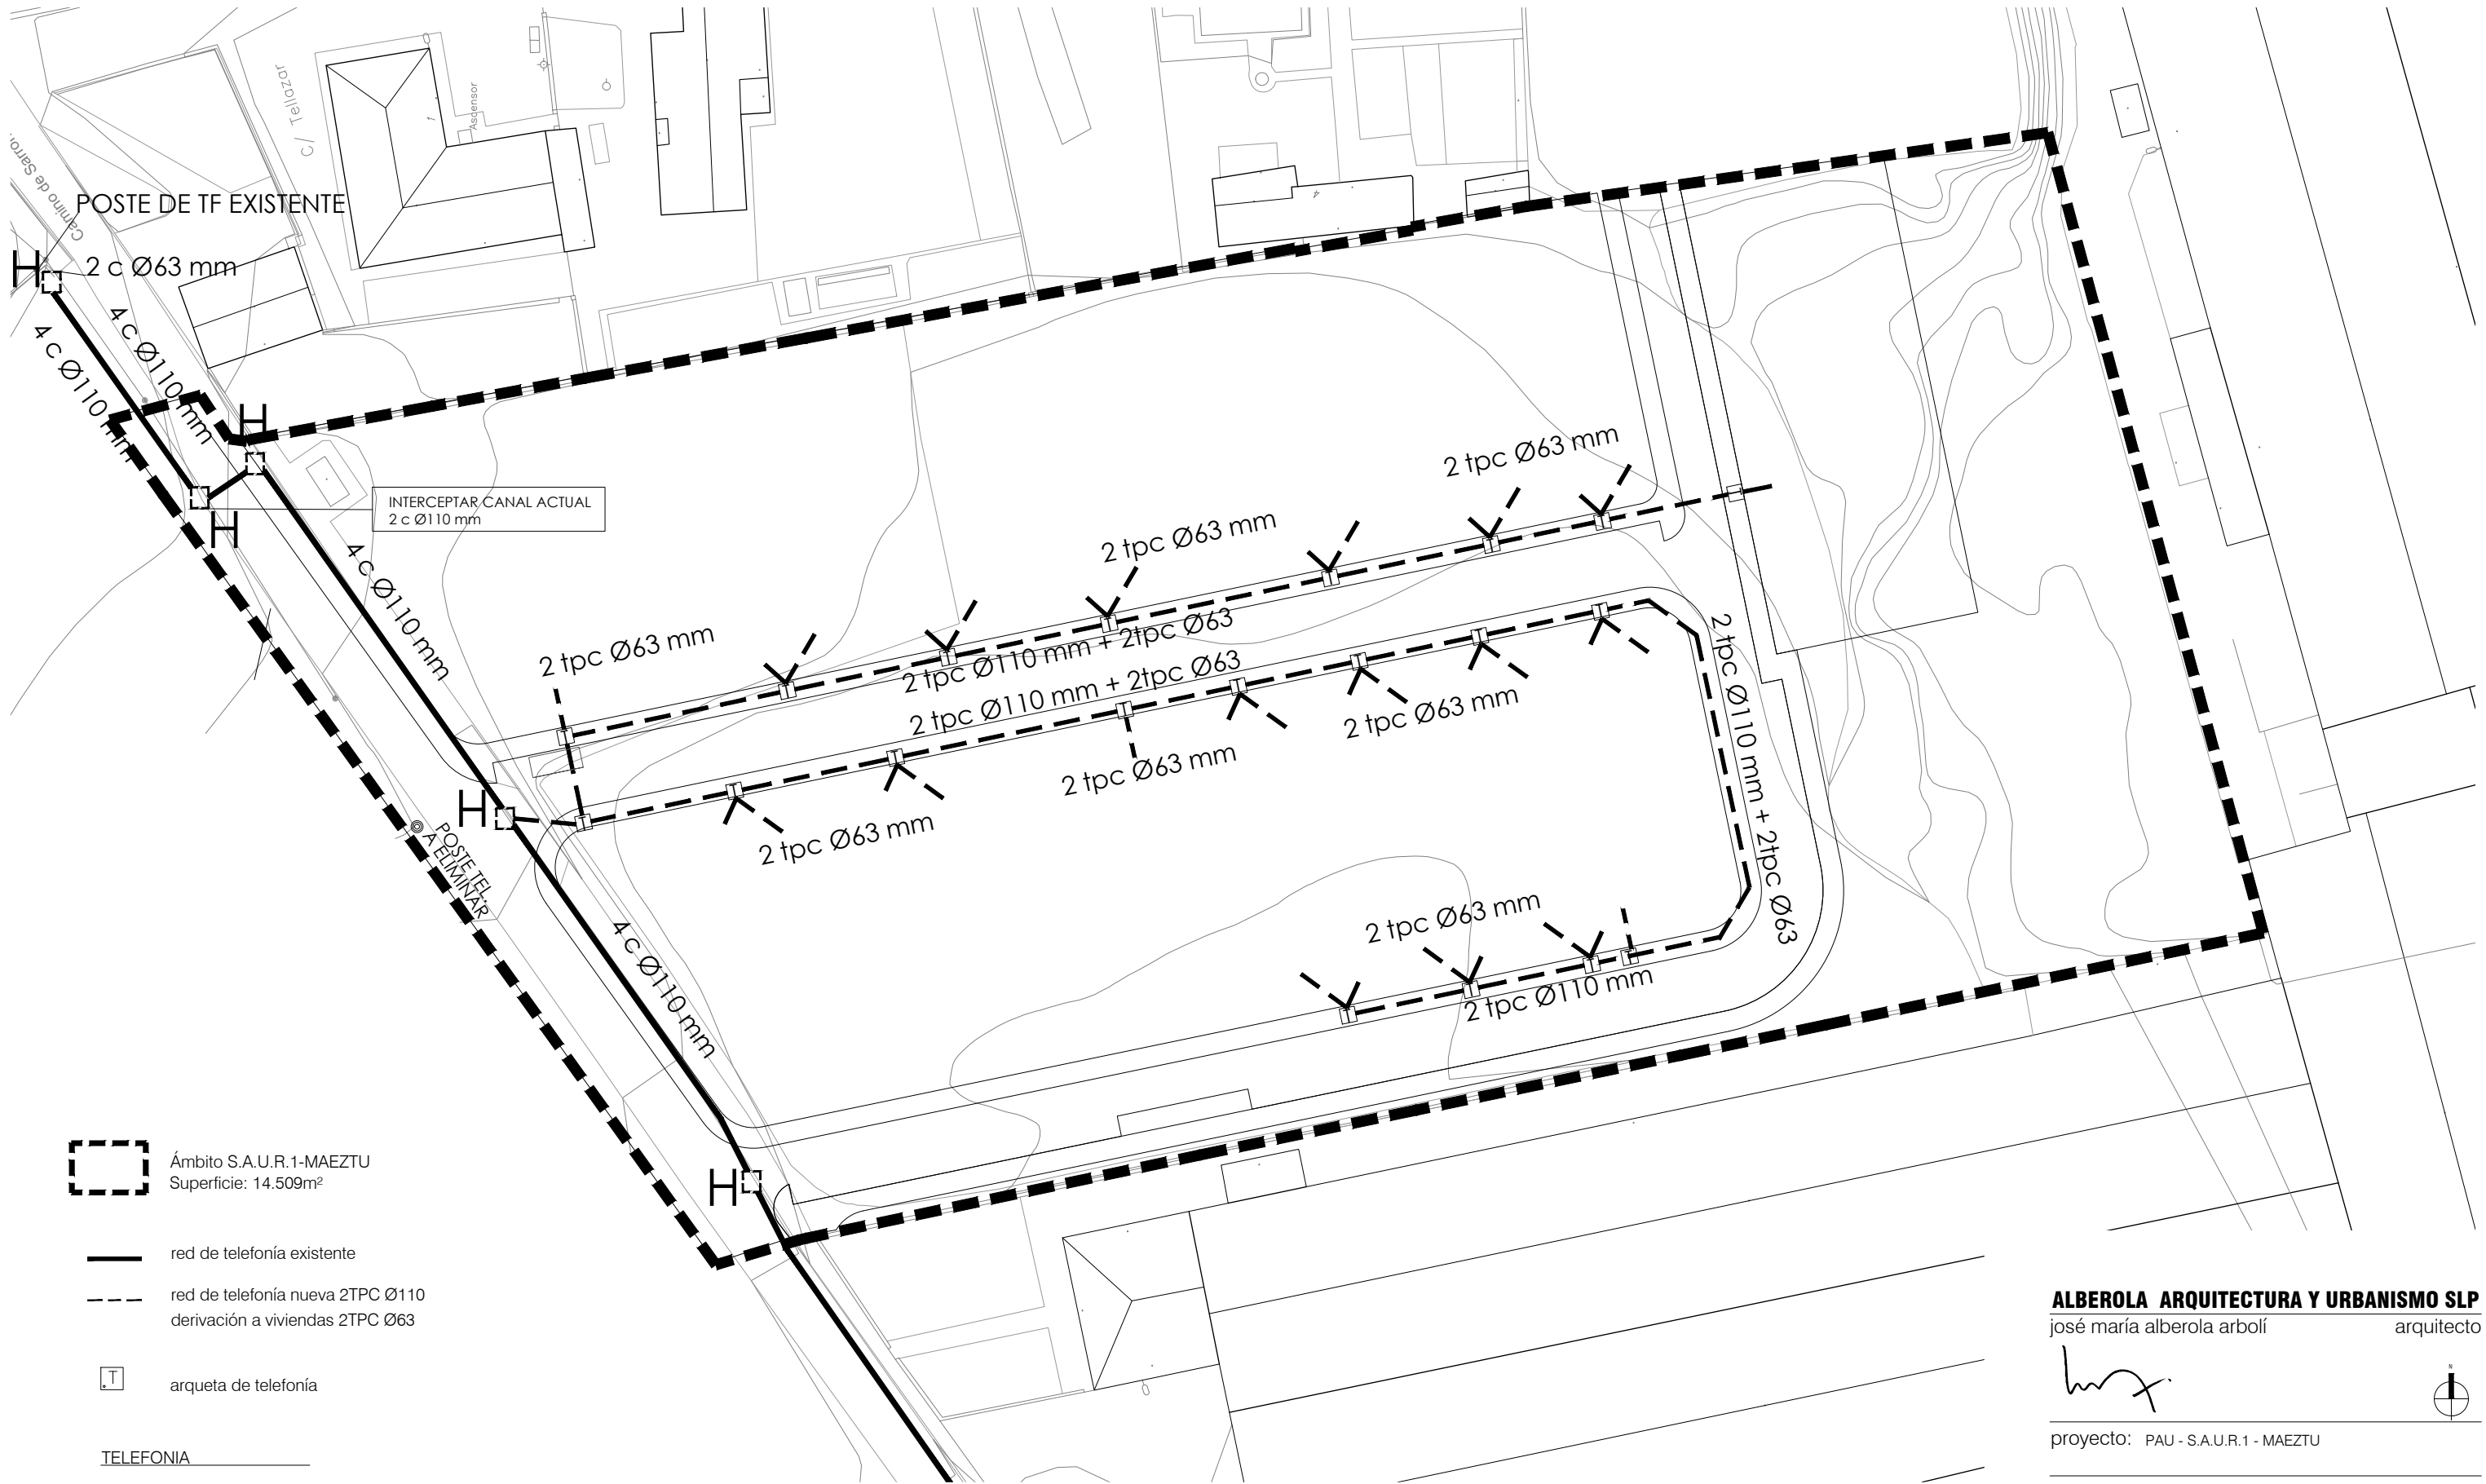 C / Tellazar
Ascensor
1
4
Camino de Sarro
POSTE DE TF EXISTENTE
H
2 c Ø63 mm
4 c Ø110 mm
4 c Ø110 mm
H
H
INTERCEPTAR CANAL ACTUAL
2 c Ø110 mm
4 c Ø110 mm
2 tpc Ø63 mm
2 tpc Ø63 mm
2 tpc Ø63 mm
2 tpc Ø110 mm + 2tpc Ø63
2 tpc Ø110 mm + 2tpc Ø63
2 tpc Ø110 mm + 2tpc Ø63
2 tpc Ø63 mm
2 tpc Ø63 mm
2 tpc Ø63 mm
H
POSTE TEL.
A ELIMINAR
4 c Ø110 mm
2 tpc Ø63 mm
2 tpc Ø110 mm
H
Ámbito S.A.U.R.1-MAEZTU
Superficie: 14.509m²
red de telefonía existente
red de telefonía nueva 2TPC Ø110
derivación a viviendas 2TPC Ø63
.T
arqueta de telefonía
TELEFONIA
ALBEROLA ARQUITECTURA Y URBANISMO SLP
josé maría alberola arbolí arquitecto
N
proyecto: PAU - S.A.U.R.1 - MAEZTU